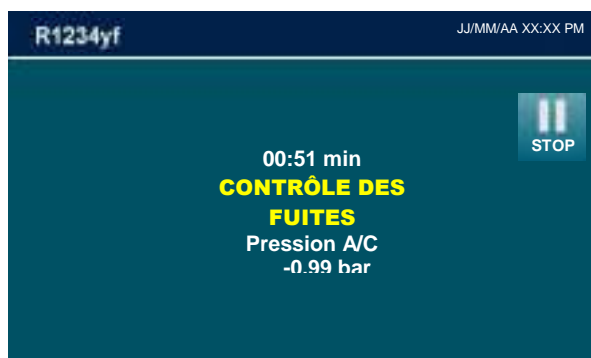 R1234yf
JJ/MM/AA XX:XX PM
STOP
00:51 min
CONTRÔLE DES
FUITES
Pression A/C
-0.99 bar